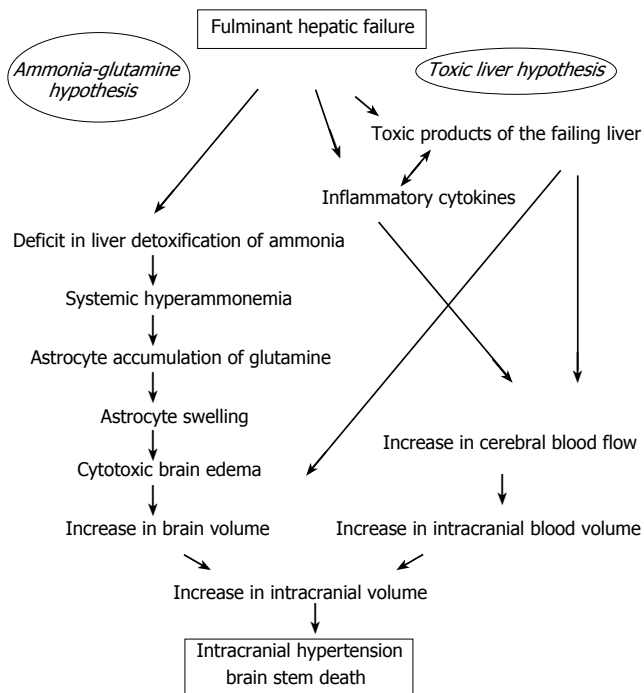 Fulminant hepatic failure
Ammonia-glutamine
hypothesis
Toxic liver hypothesis
Toxic products of the failing liver
Inflammatory cytokines
Deficit in liver detoxification of ammonia
Systemic hyperammonemia
Astrocyte accumulation of glutamine
Astrocyte swelling
Increase in cerebral blood flow
Cytotoxic brain edema
Increase in brain volume
Increase in intracranial blood volume
Increase in intracranial volume
Intracranial hypertension
brain stem death